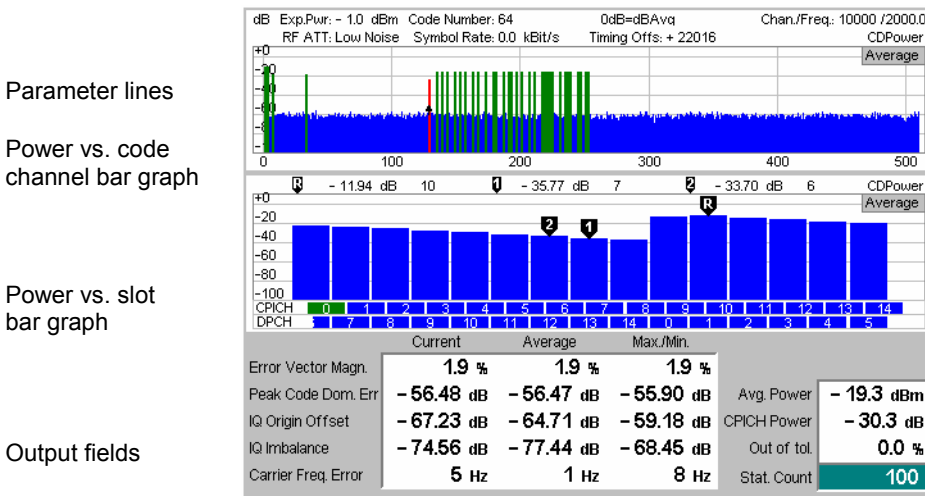 dB Exp.Pwr: - 1.0 dBm Code Number: 64 0dB=dBAvg Chan./Freq.: 10000 /2000.0
RF ATT: Low Noise Symbol Rate: 0.0 kBit/s Timing Offs: + 22016 CDPower
+0 Average
-20
Parameter lines
-40
-60
0 100 200 300 400 500
Power vs. code
channel bar graph
R - 11.94 dB 10 1 - 35.77 dB 7 2 - 33.70 dB 6 CDPower
+0 Average
R
-20
2 1
-40
-60
-80
-100
Power vs. slot
bar graph
CPICH 0 1 2 3 4 5 6 7 8 9 10 11 12 13 14
DPCH 7 8 9 10 11 12 13 14 0 1 2 3 4 5
Current Average Max./Min.
Error Vector Magn. 1.9 % 1.9 % 1.9 %
Peak Code Dom. Err - 56.48 dB - 56.47 dB - 55.90 dB Avg. Power - 19.3 dBm
IQ Origin Offset - 67.23 dB - 64.71 dB - 59.18 dB CPICH Power - 30.3 dB
Output fields
IQ Imbalance - 74.56 dB - 77.44 dB - 68.45 dB Out of tol. 0.0 %
Carrier Freq. Error 5 Hz 1 Hz 8 Hz Stat. Count 100